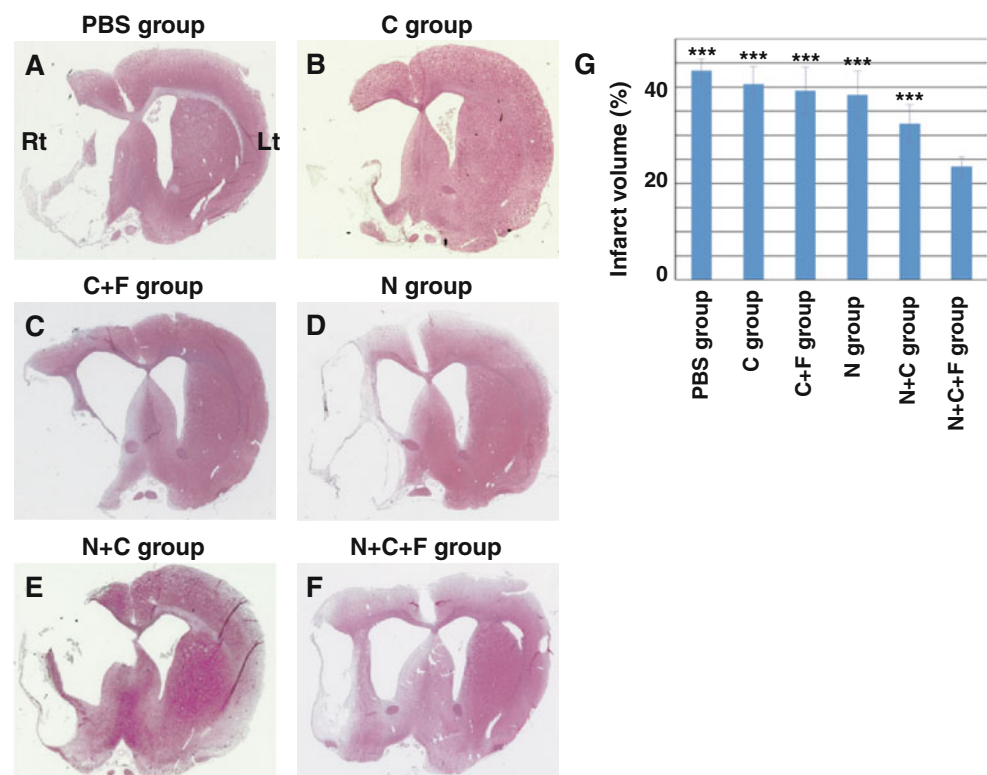 PBS group
A
Rt
Lt
C group
B
C+F group
C
N group
D
N+C group
E
N+C+F group
F
G
Infarct volume (%)
40
20
0
***
***
***
***
***
PBS group
C group
C+F group
N group
N+C group
N+C+F group